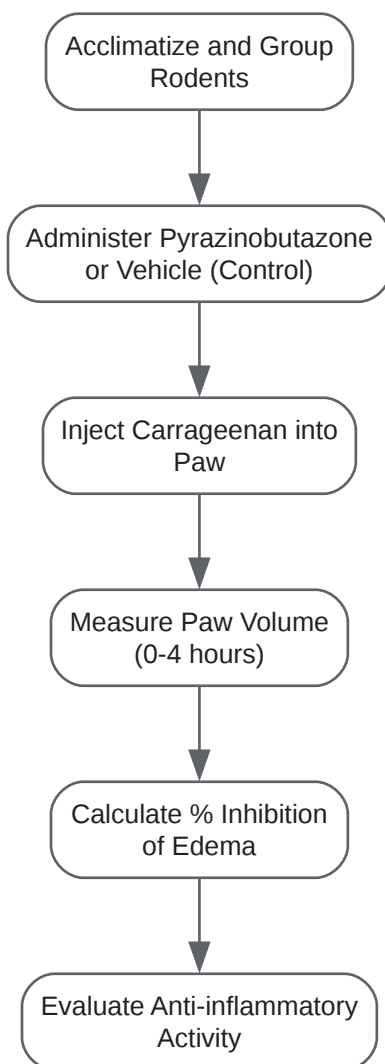 Acclimatize and Group
Rodents
Administer Pyrazinobutazone
or Vehicle (Control)
Inject Carrageenan into
Paw
Measure Paw Volume
(0-4 hours)
Calculate % Inhibition
of Edema
Evaluate Anti-inflammatory
Activity